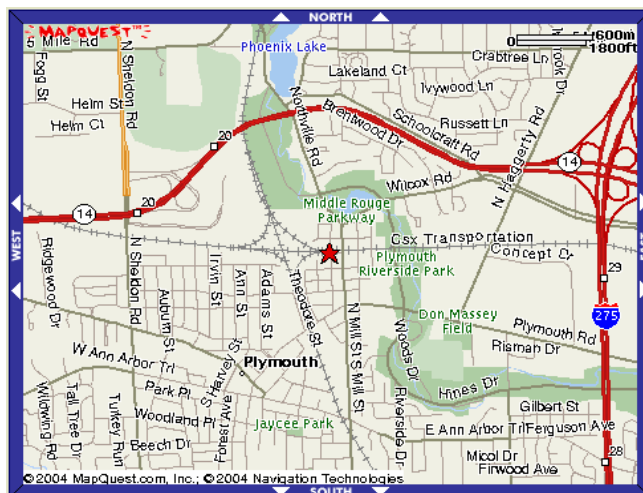 NORTH
MAPQUEST
600m
1800ft
5 Mile Rd
N Sheldon Rd
Phoenix Lake
Crabtree Ln
Fogg St
Lakeland Ct
Ivywood Ln
Helm St
Northville Rd
Brentwood Dr
Schoolcraft Rd
Russett Ln
N Haggerty Rd
Helm Ct
20
14
Wilcox Rd
Middle Rouge
Parkway
14
20
WEST
Csx Transportation
Concept Dr
Ridgewood Dr
N Sheldon Rd
Irvin St
Ann St
Adams St
Theodore St
Plymouth
Riverside Park
29
275
Auburn St
N Mill St
S Mill St
Don Massey
Field
Plymouth Rd
Risman Dr
W Ann Arbor Trl
S Harvey St
Plymouth
Woods Dr
Hines Dr
Park Pl
Wildwing Rd
Tall Tree Dr
Turkey Run
Woodland Pl
Forest Ave
Jaycee Park
Riverside Dr
Gilbert St
E Ann Arbor Trl
Ferguson Ave
Beech Dr
Micol Dr
Firwood Ave
28
©2004 MapQuest.com, Inc.; ©2004 Navigation Technologies
SOUTH